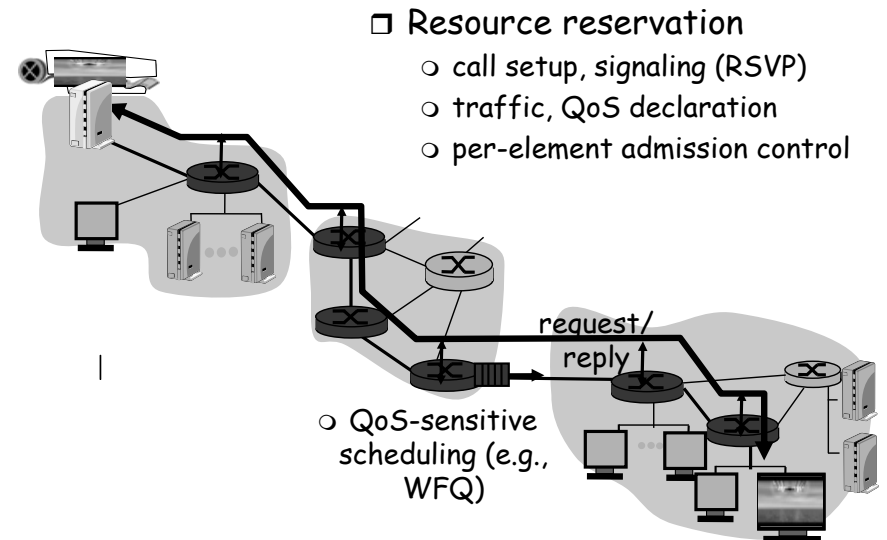 Resource reservation
call setup, signaling (RSVP)
traffic, QoS declaration
per-element admission control
request/
reply
QoS-sensitive
scheduling (e.g.,
WFQ)